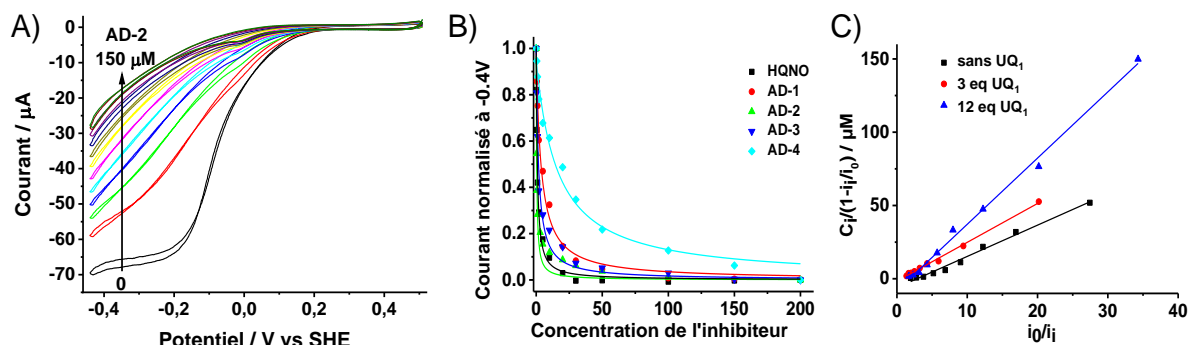 A)
AD-2
150 µM
0
0
-10
-20
-30
-40
-50
-60
-70
-0,4
-0,2
0,0
0,2
0,4
Courant / µA
Potentiel / V vs SHE
B)
1.0
0.8
0.6
0.4
0.2
0.0
0
50
100
150
200
Courant normalisé à -0.4V
Concentration de l'inhibiteur
HQNO
AD-1
AD-2
AD-3
AD-4
C)
150
100
50
0
0
10
20
30
40
Ci/(1-ii/i0) / µM
i0/ii
sans UQ1
3 eq UQ1
12 eq UQ1